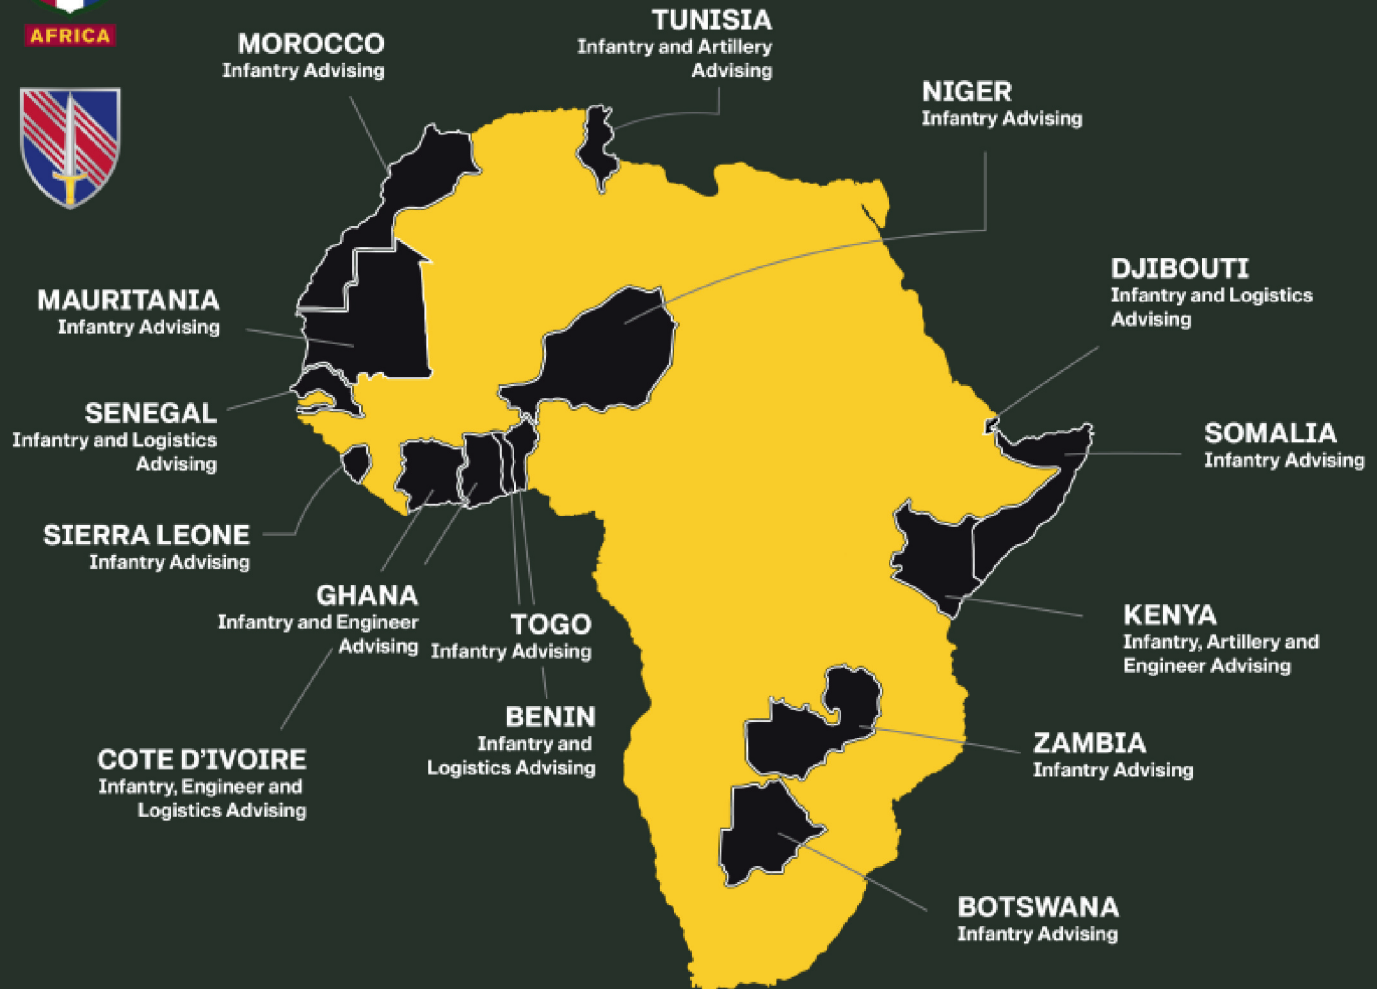 AFRICA
MOROCCO
Infantry Advising
TUNISIA
Infantry and Artillery
Advising
NIGER
Infantry Advising
DJIBOUTI
Infantry and Logistics
Advising
MAURITANIA
Infantry Advising
SENEGAL
Infantry and Logistics
Advising
SOMALIA
Infantry Advising
SIERRA LEONE
Infantry Advising
GHANA
Infantry and Engineer
Advising
TOGO
Infantry Advising
KENYA
Infantry, Artillery and
Engineer Advising
BENIN
Infantry and
Logistics Advising
COTE D'IVOIRE
Infantry, Engineer and
Logistics Advising
ZAMBIA
Infantry Advising
BOTSWANA
Infantry Advising